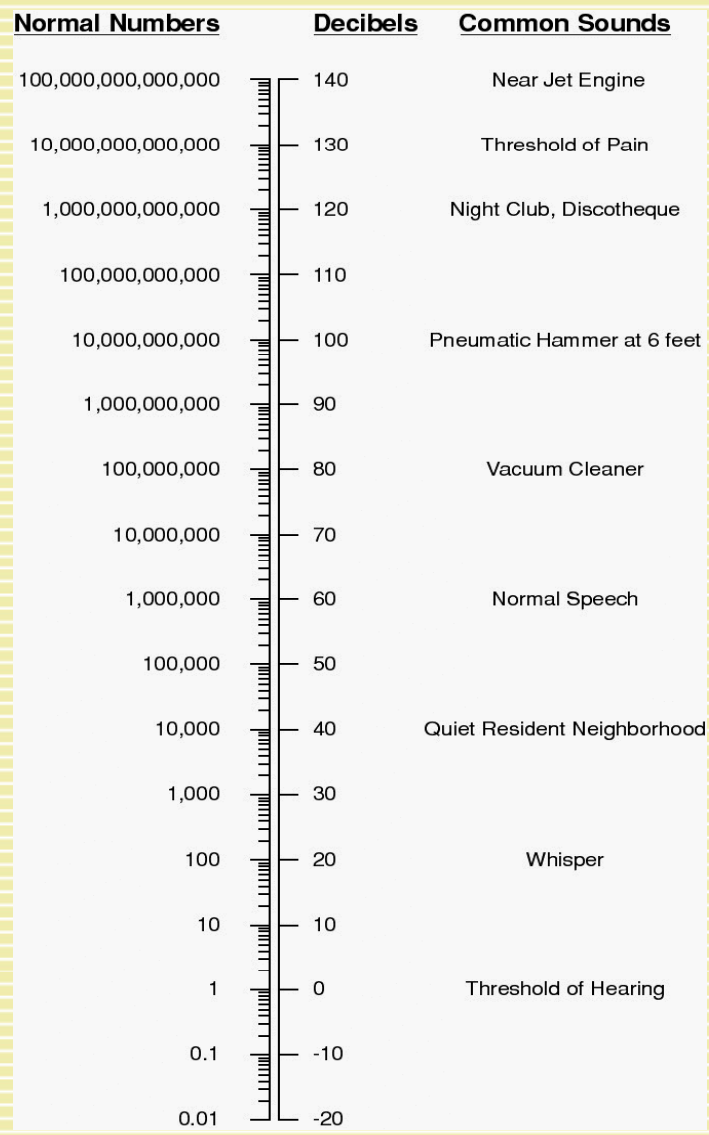 Normal Numbers Decibels Common Sounds
100,000,000,000,000 140 Near Jet Engine
10,000,000,000,000 130 Threshold of Pain
1,000,000,000,000 120 Night Club, Discotheque
100,000,000,000 110
10,000,000,000 100 Pneumatic Hammer at 6 feet
1,000,000,000 90
100,000,000 80 Vacuum Cleaner
10,000,000 70
1,000,000 60 Normal Speech
100,000 50
10,000 40 Quiet Resident Neighborhood
1,000 30
100 20 Whisper
10 10
1 0 Threshold of Hearing
0.1 -10
0.01 -20